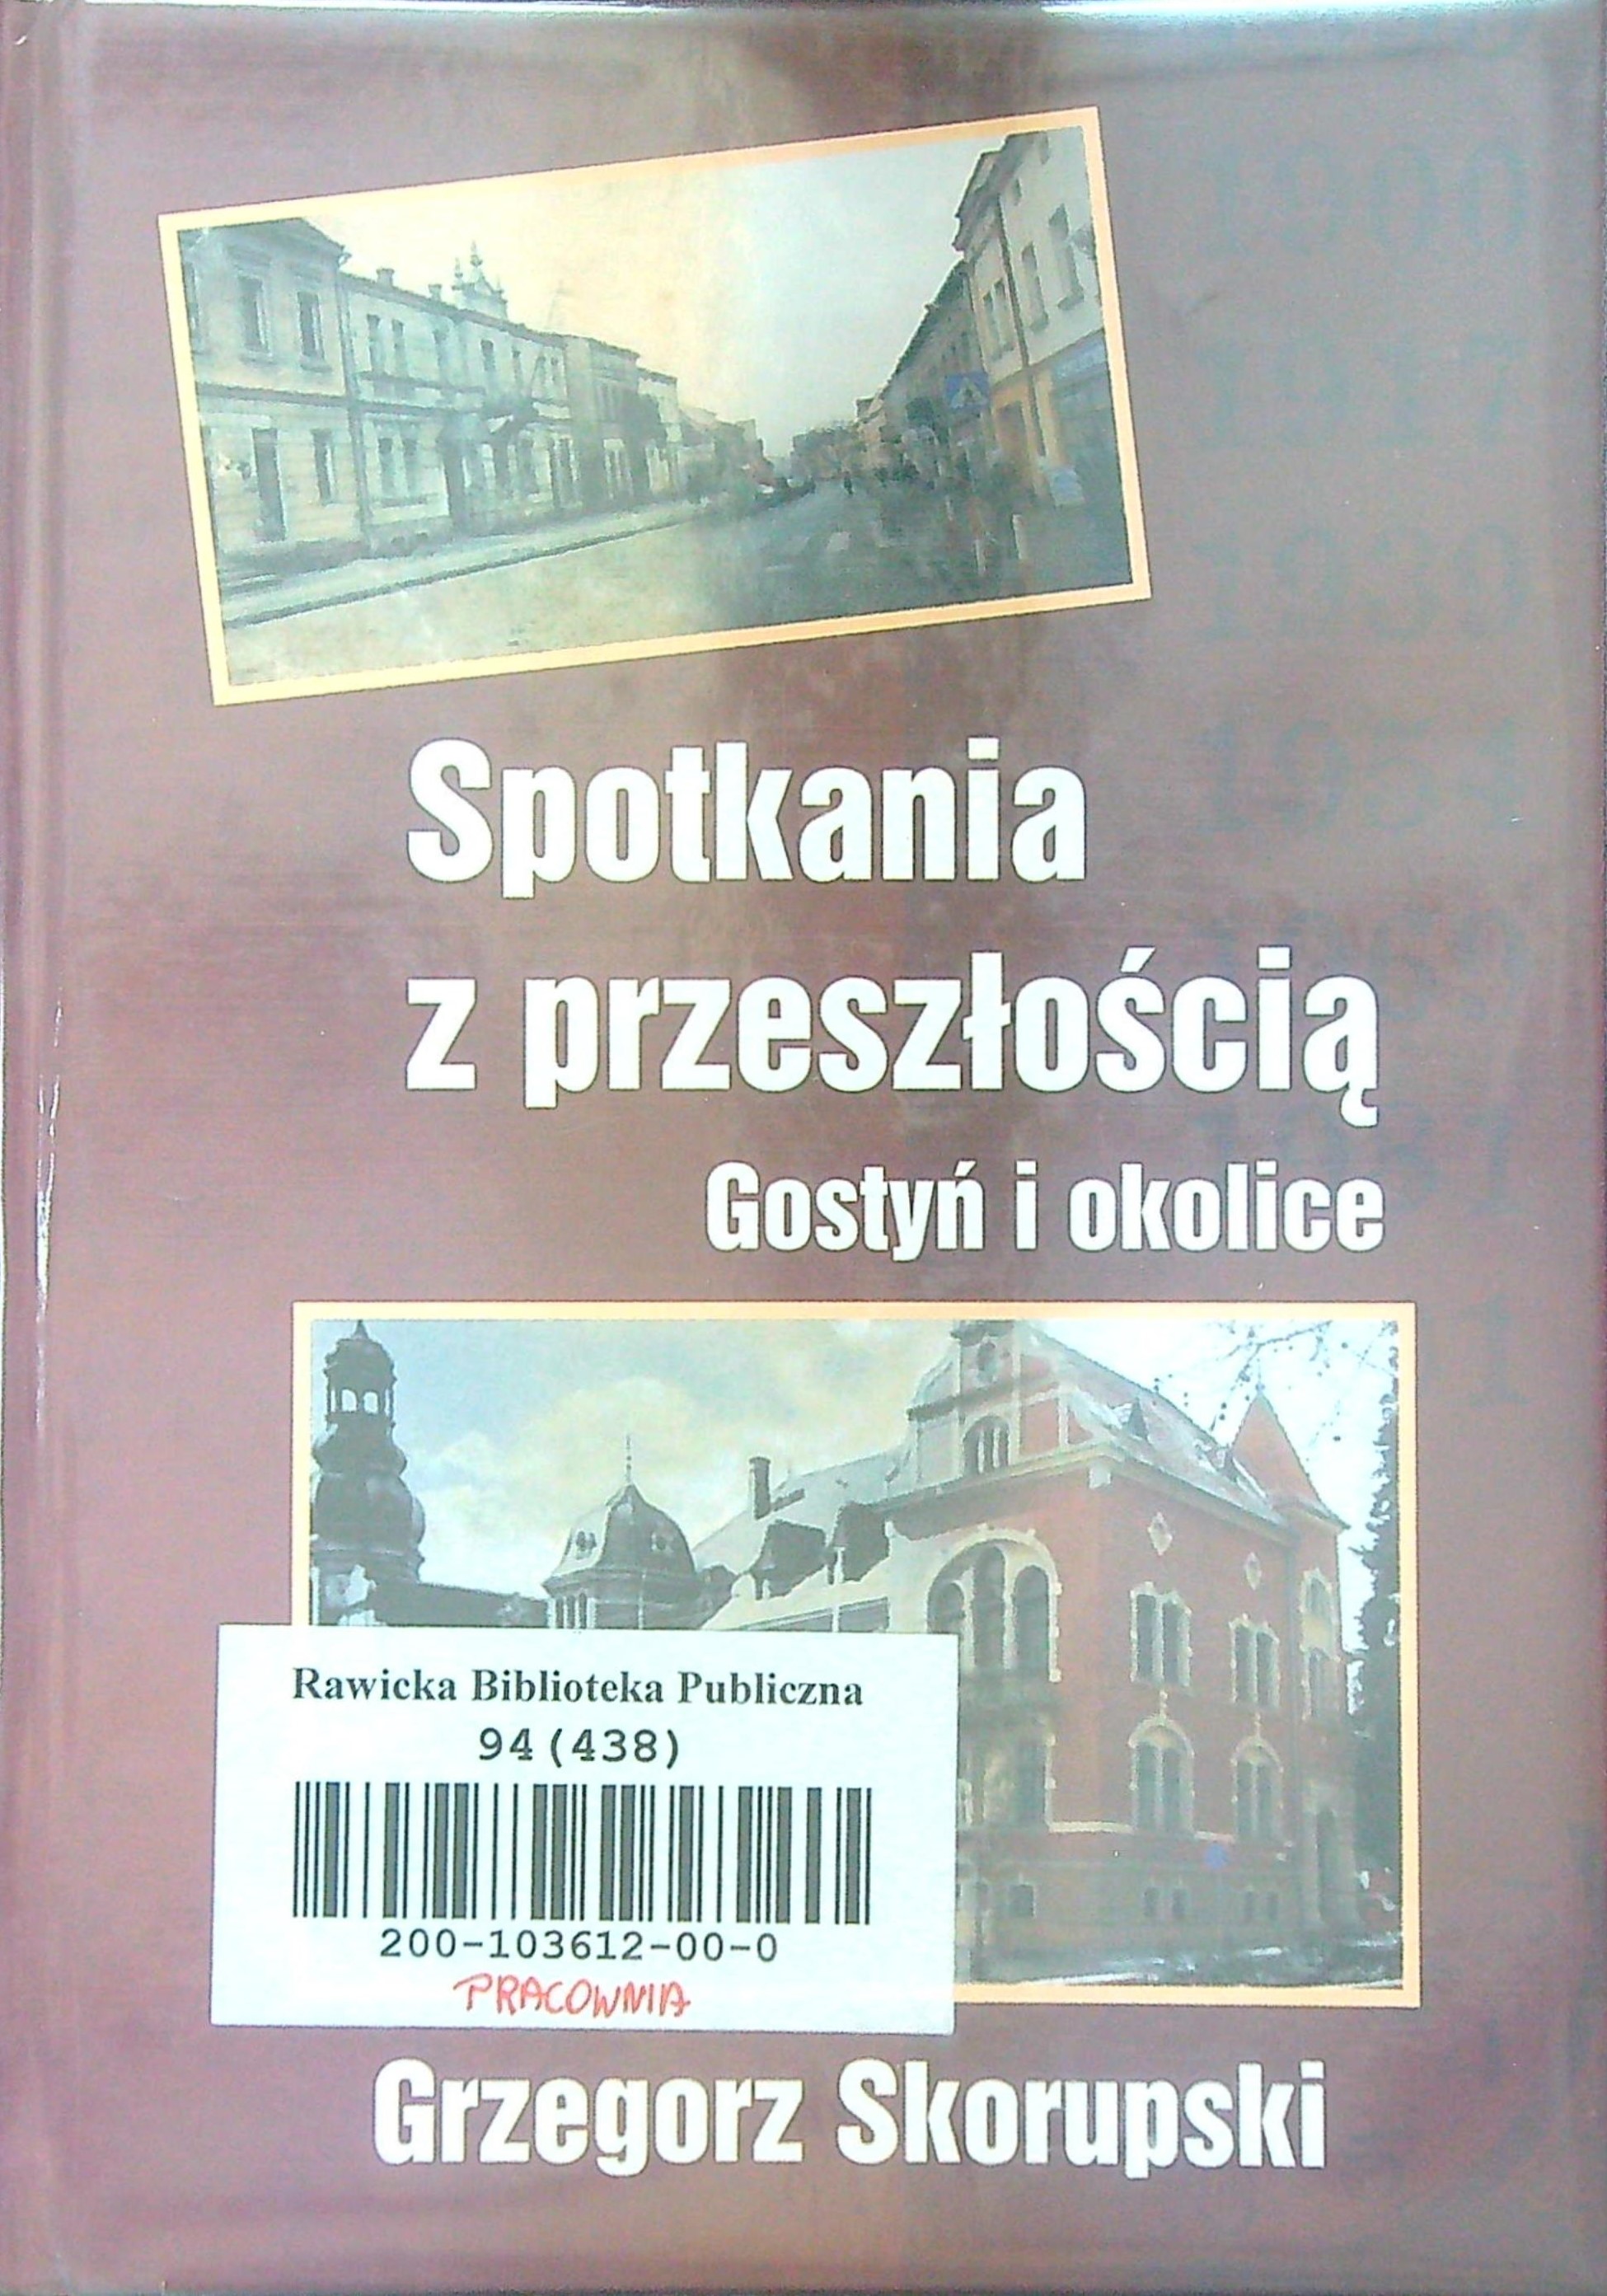 Spotkania
z przeszłością
Gostyń i okolice
Rawicka Biblioteka Publiczna
94(438)
200-103612-00-0
PRACOWNIA
Grzegorz Skorupski